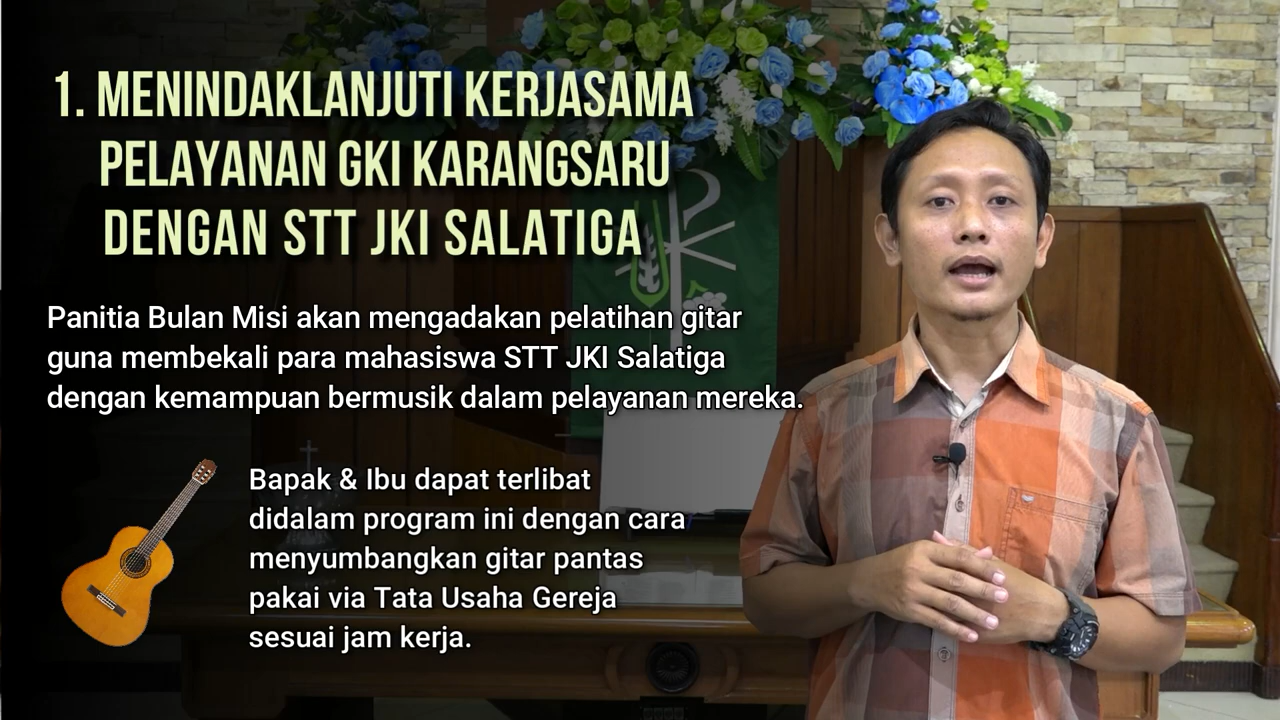 1. MENINDAKLANJUTI KERJASAMA
PELAYANAN GKI KARANGSARU
DENGAN STT JKI SALATIGA
Panitia Bulan Misi akan mengadakan pelatihan gitar
guna membekali para mahasiswa STT JKI Salatiga
dengan kemampuan bermusik dalam pelayanan mereka.
Bapak & Ibu dapat terlibat
didalam program ini dengan cara
menyumbangkan gitar pantas
pakai via Tata Usaha Gereja
sesuai jam kerja.